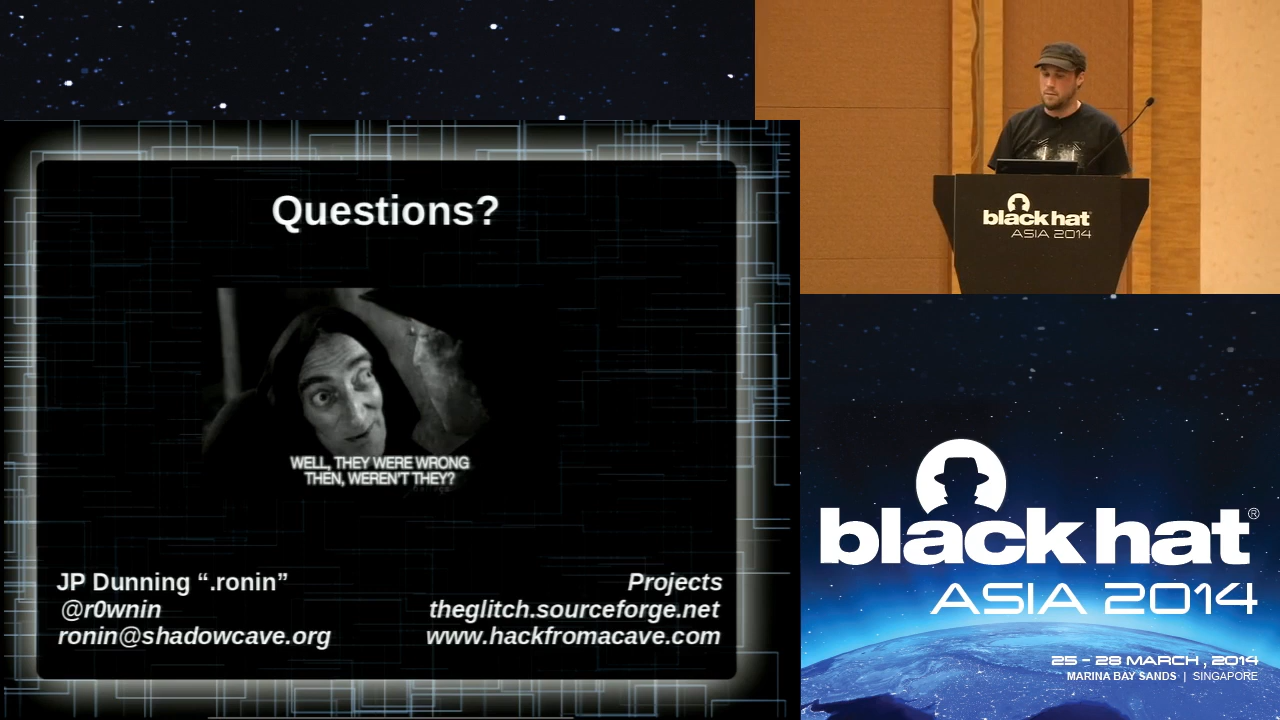 Questions?
WELL, THEY WERE WRONG
THEN, WEREN'T THEY?
JP Dunning “.ronin”
@r0wnin
ronin@shadowcave.org
Projects
theglitch.sourceforge.net
www.hackfromacave.com
black hat
ASIA 2014
black hat®
ASIA 2014
25 - 28 MARCH , 2014
MARINA BAY SANDS | SINGAPORE